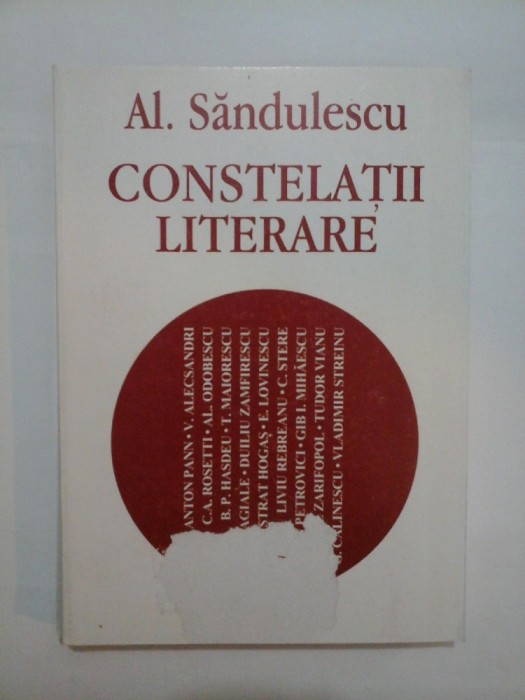 Al. Săndulescu
CONSTELAȚII
LITERARE
ANTON PANN • V. ALECSANDRI
C.A. ROSETTI • AL. ODOBESCU
B. P. HASDEU • T. MAIORESCU
AGIALE • DUILIU ZAMFIRESCU
STRAT HOGAȘ • E. LOVINESCU
LIVIU REBREANU • C. STERE
PETROVICI • GIB I. MIHĂESCU
ZARIFOPOL • TUDOR VIANU
CĂLINESCU • VLADIMIR STREINU